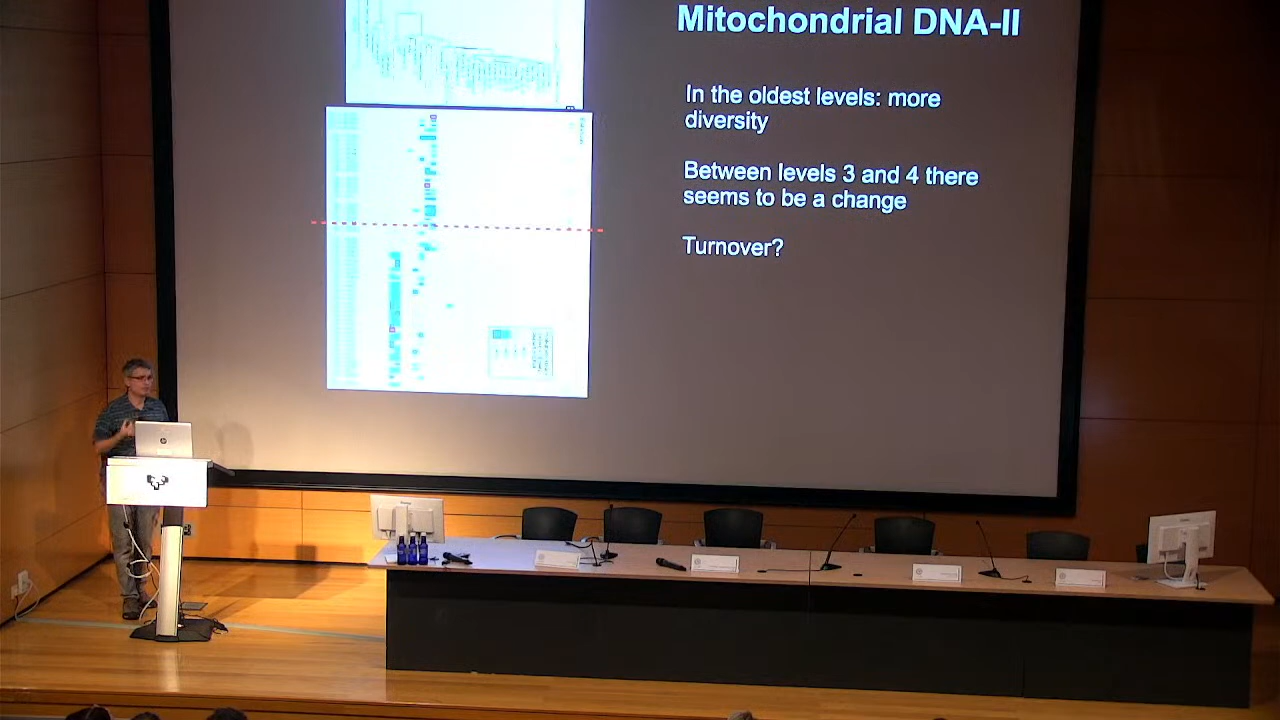 Mitochondrial DNA-II
In the oldest levels: more
diversity
Between levels 3 and 4 there
seems to be a change
Turnover?